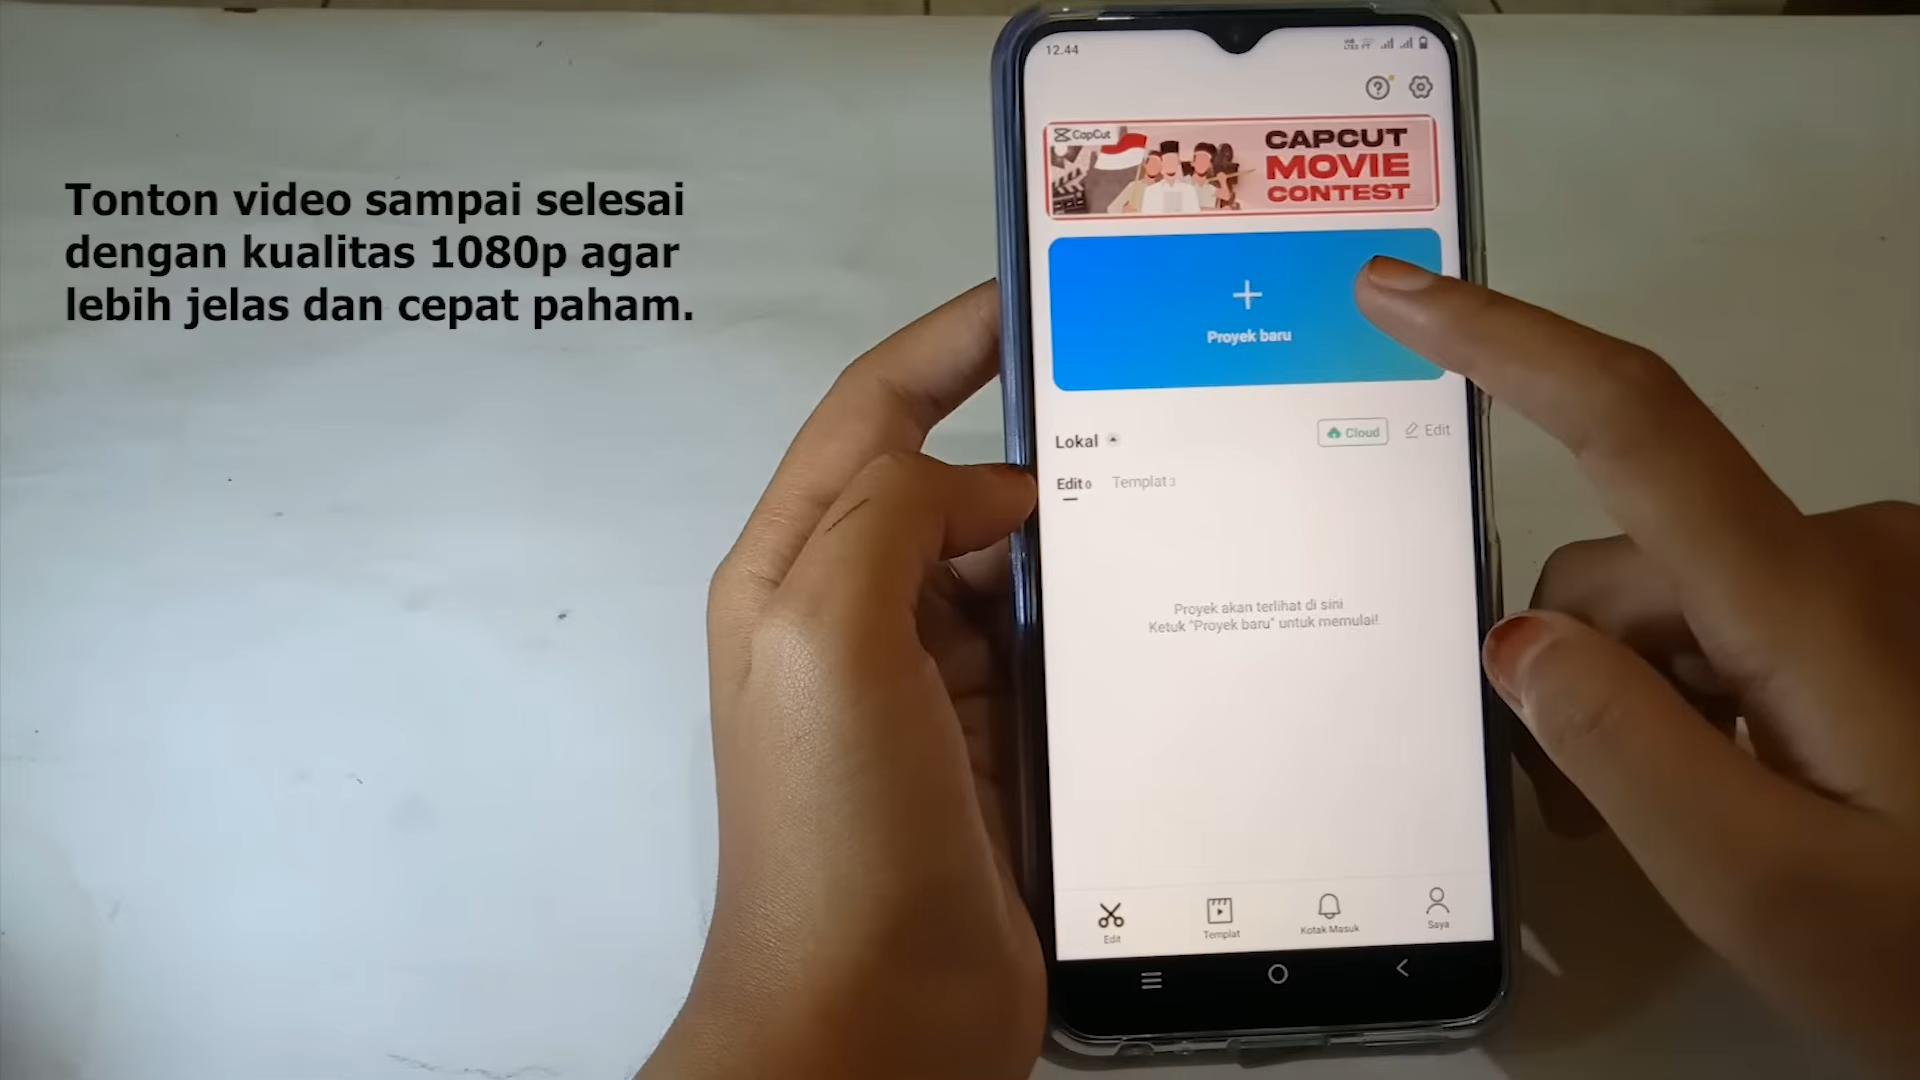 Tonton video sampai selesai
dengan kualitas 1080p agar
lebih jelas dan cepat paham.
12.44
CapCut
CAPCUT
MOVIE
CONTEST
Proyek baru
Lokal
Cloud
Edit
Edit 0
Templat 3
Proyek akan terlihat di sini
Ketuk "Proyek baru" untuk memulai!
Edit
Templat
Kotak Masuk
Saya